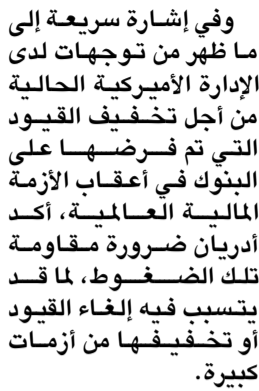 وفي إشارة سريعة إلى
ما ظهر من توجهات لدى
الإدارة الأميركية الحالية
من أجل تخفيف القيود
التي تم فرضها على
البنوك في أعقاب الأزمة
المالية العالمية، أكد
أدريان ضرورة مقاومة
تلك الضغوط، لما قد
يتسبب فيه إلغاء القيود
أو تخفيفها من أزمات
كبيرة.